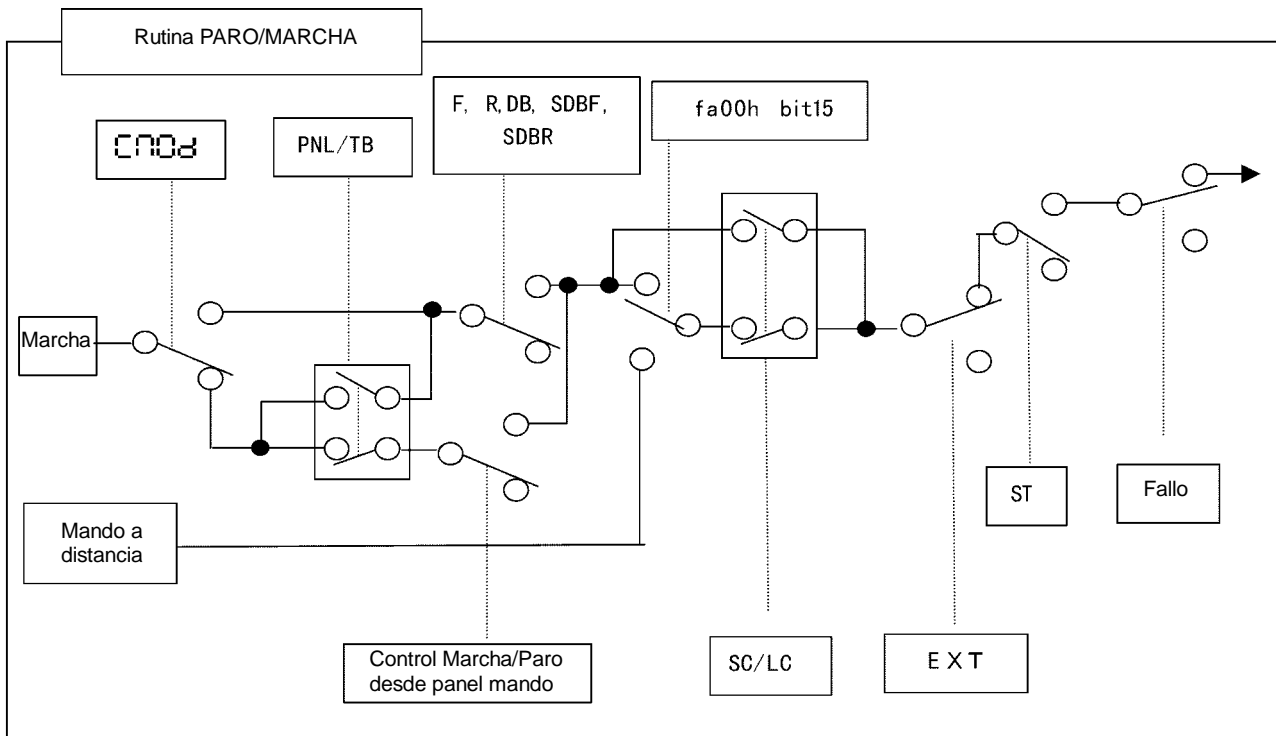 Rutina PARO/MARCHA
F, R, DB, SDBF,
SDBR
fa00h bit15
CNOd
PNL/TB
Marcha
ST
Fallo
Mando a
distancia
Control Marcha/Paro
desde panel mando
SC/LC
EXT